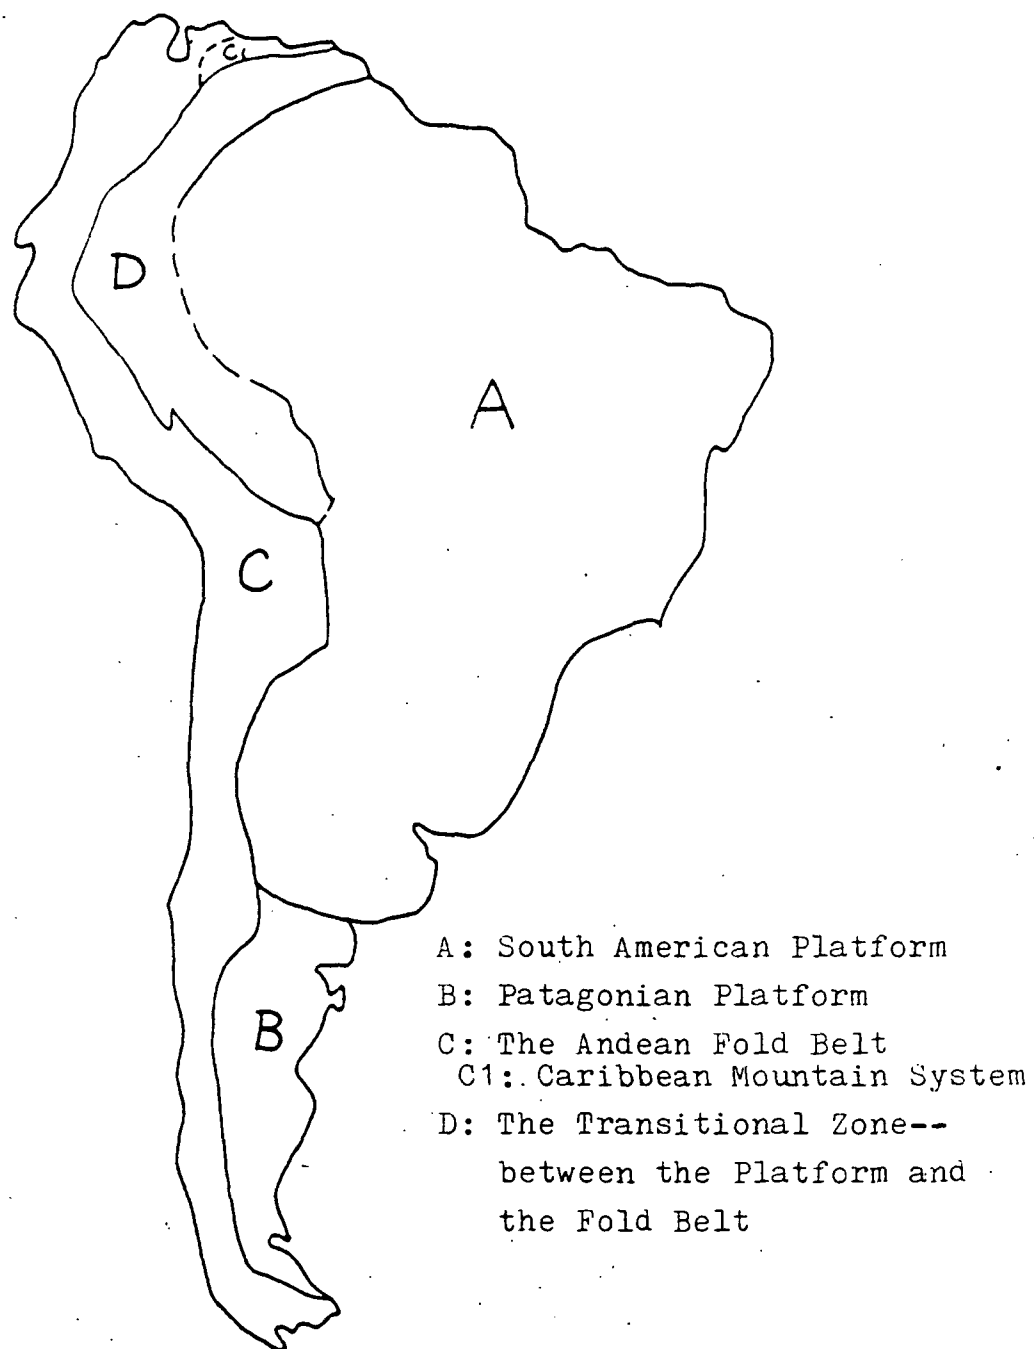 C
D
A
C
B
A: South American Platform
B: Patagonian Platform
C: The Andean Fold Belt
C1: Caribbean Mountain System
D: The Transitional Zone--
between the Platform and
the Fold Belt